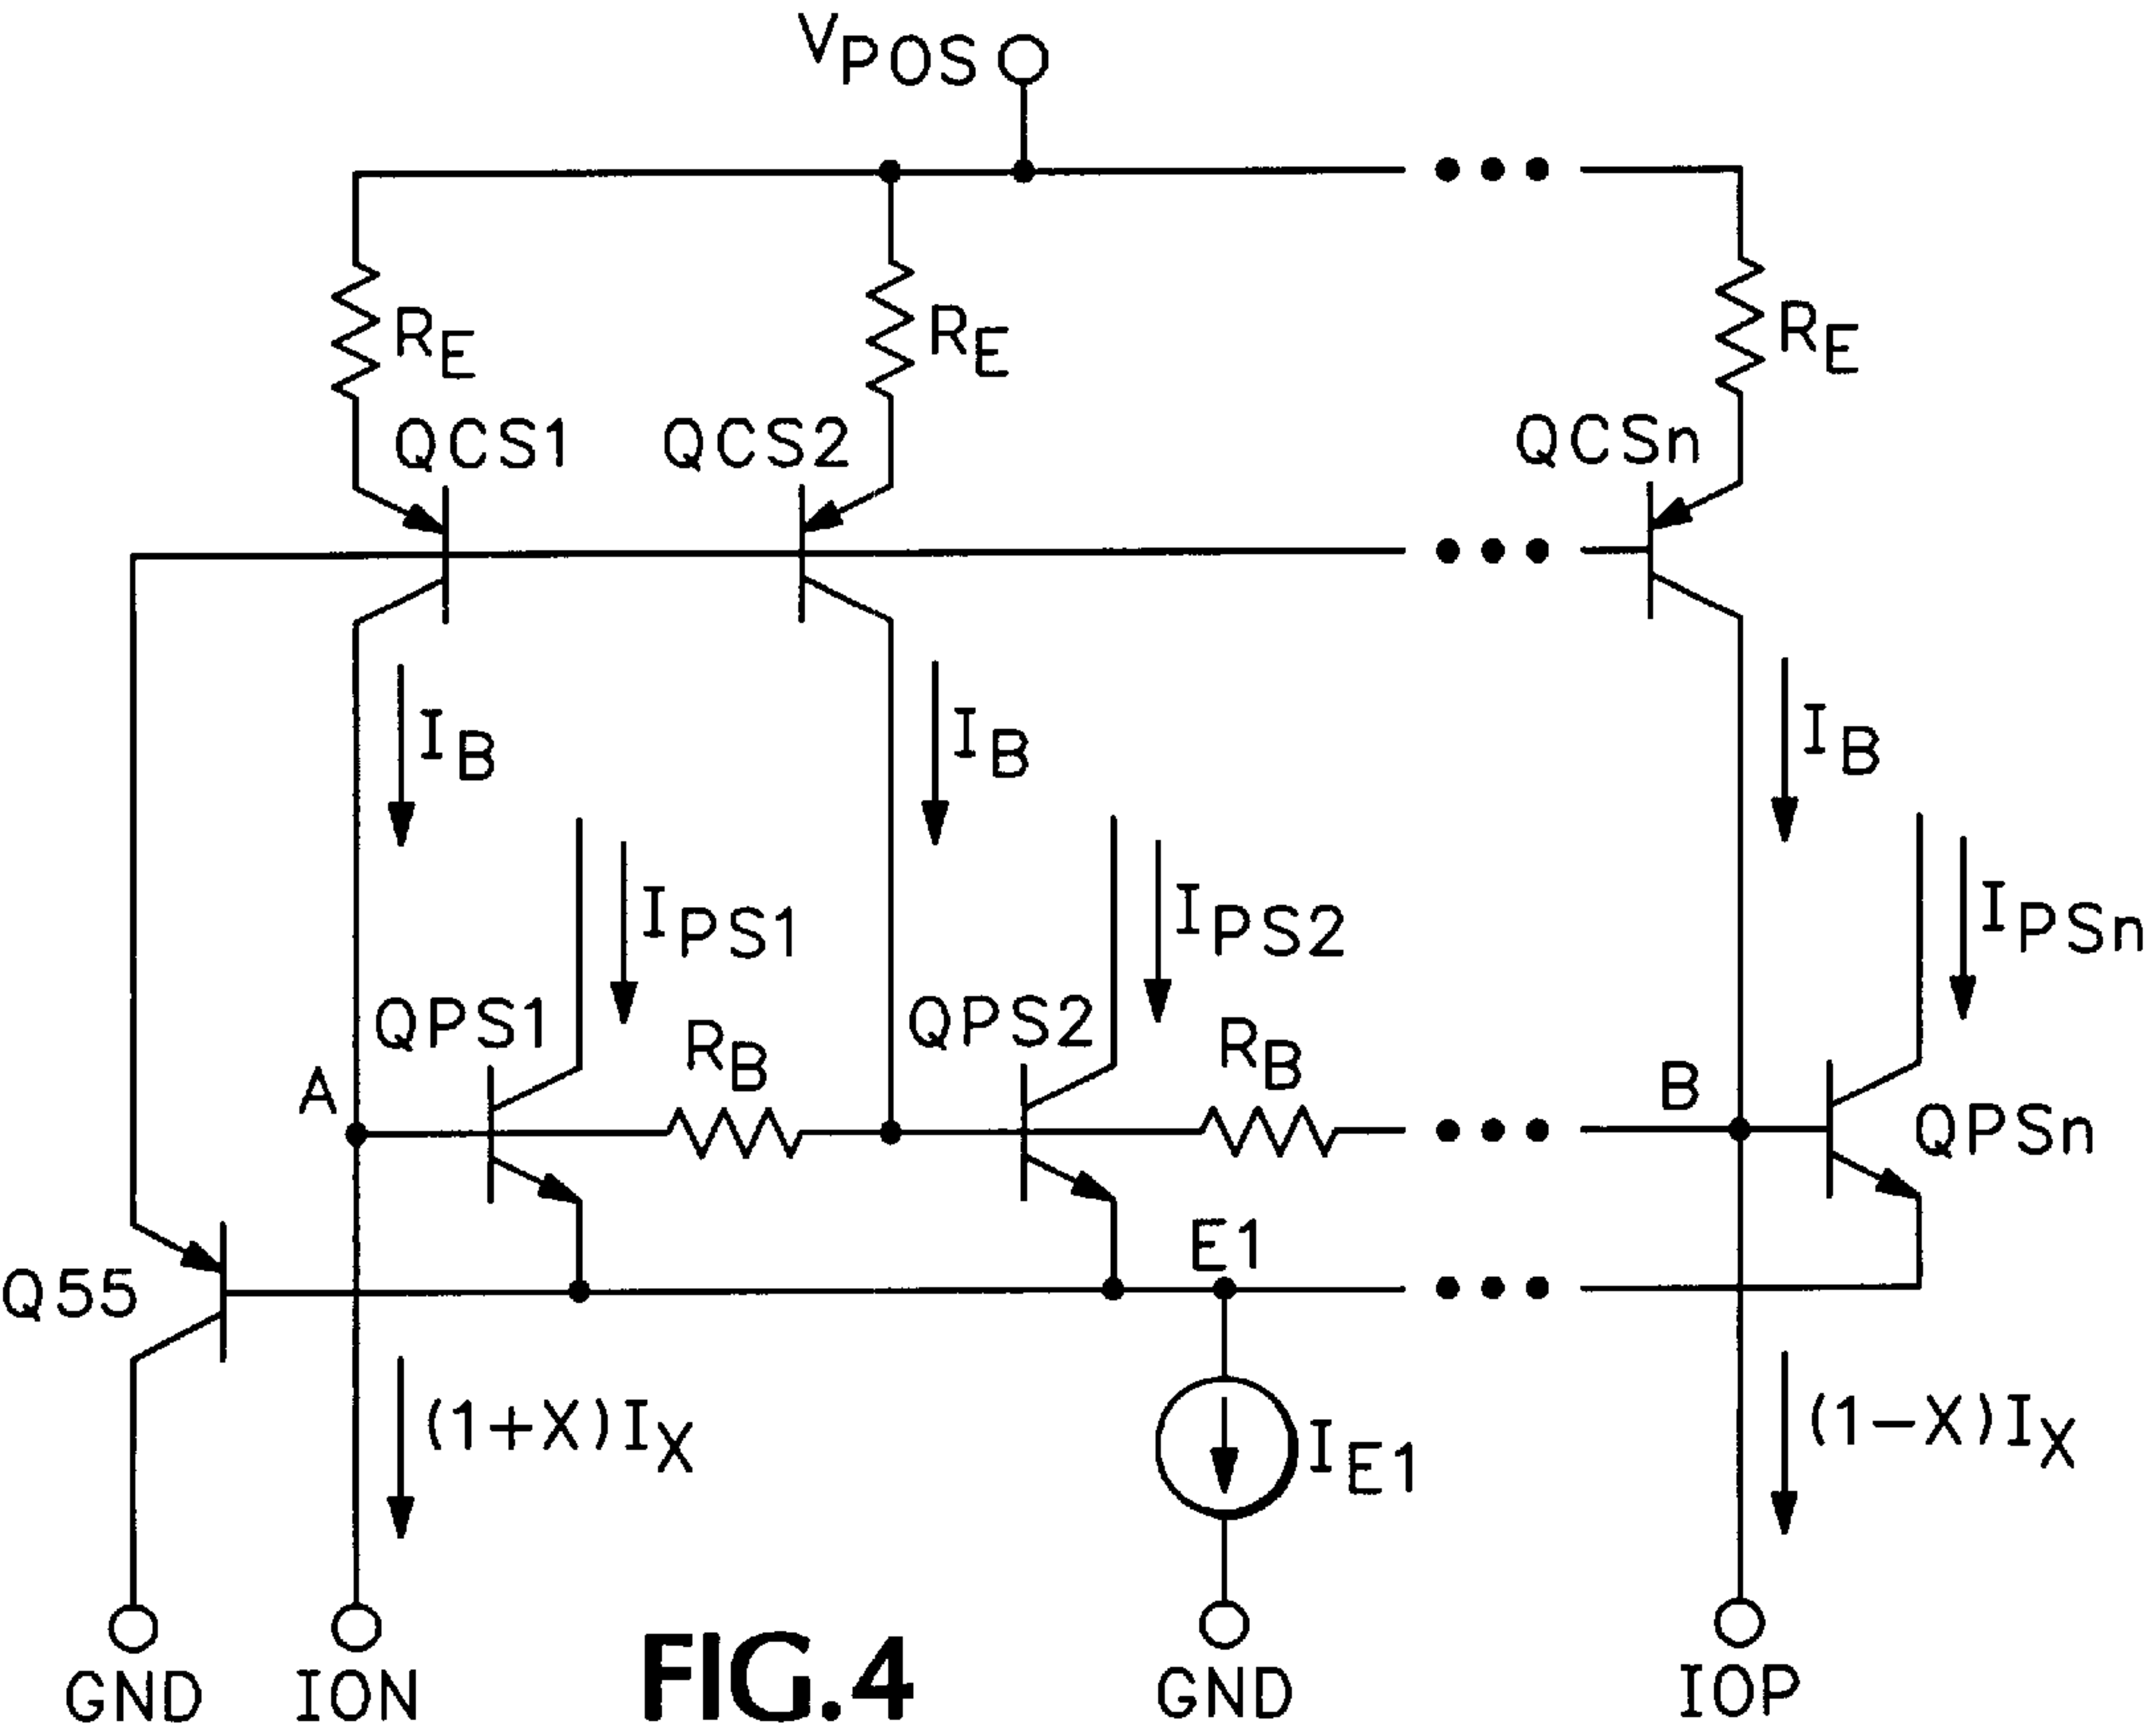 VPOS
RE
RE
RE
QCS1
QCS2
QCSn
IB
IB
IB
IPS1
IPS2
IPSn
QPS1
RB
QPS2
RB
A
B
QPSn
E1
Q55
(1+X)IX
IE1
(1−X)IX
GND
ION
GND
IOP
FIG.4